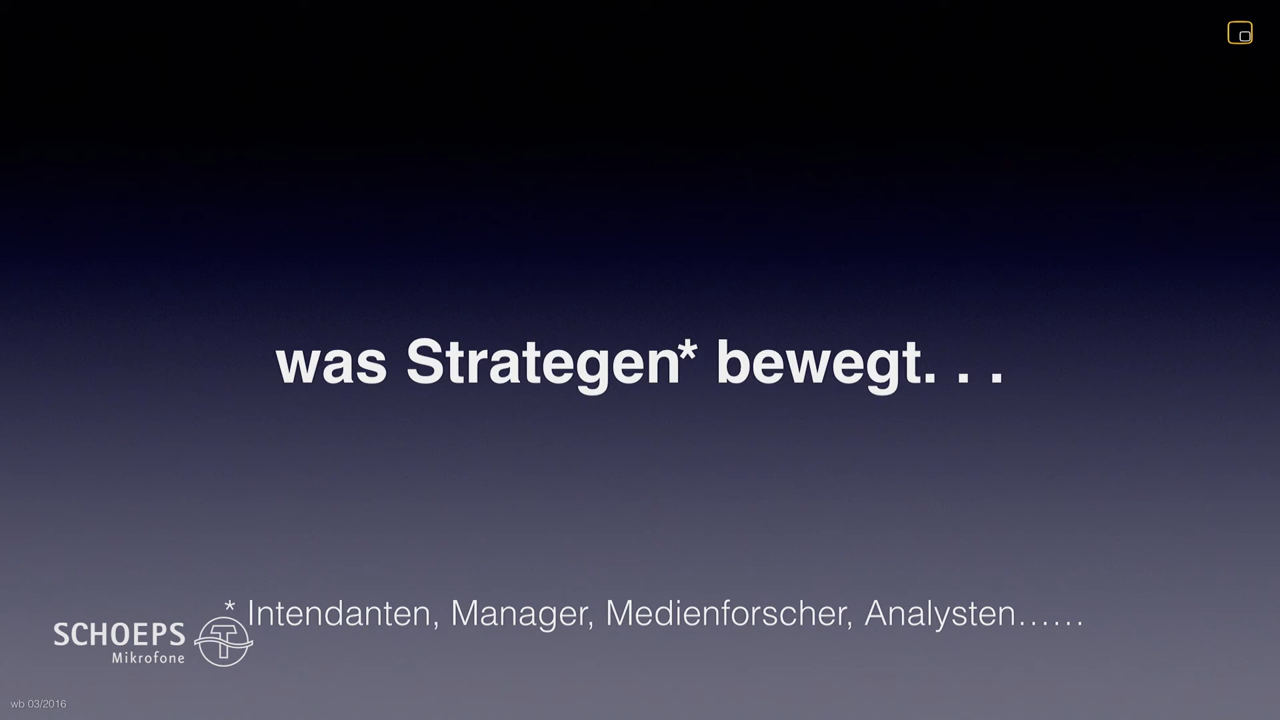 was Strategen* bewegt. . .
* Intendanten, Manager, Medienforscher, Analysten......
SCHOEPS
Mikrofone
wb 03/2016